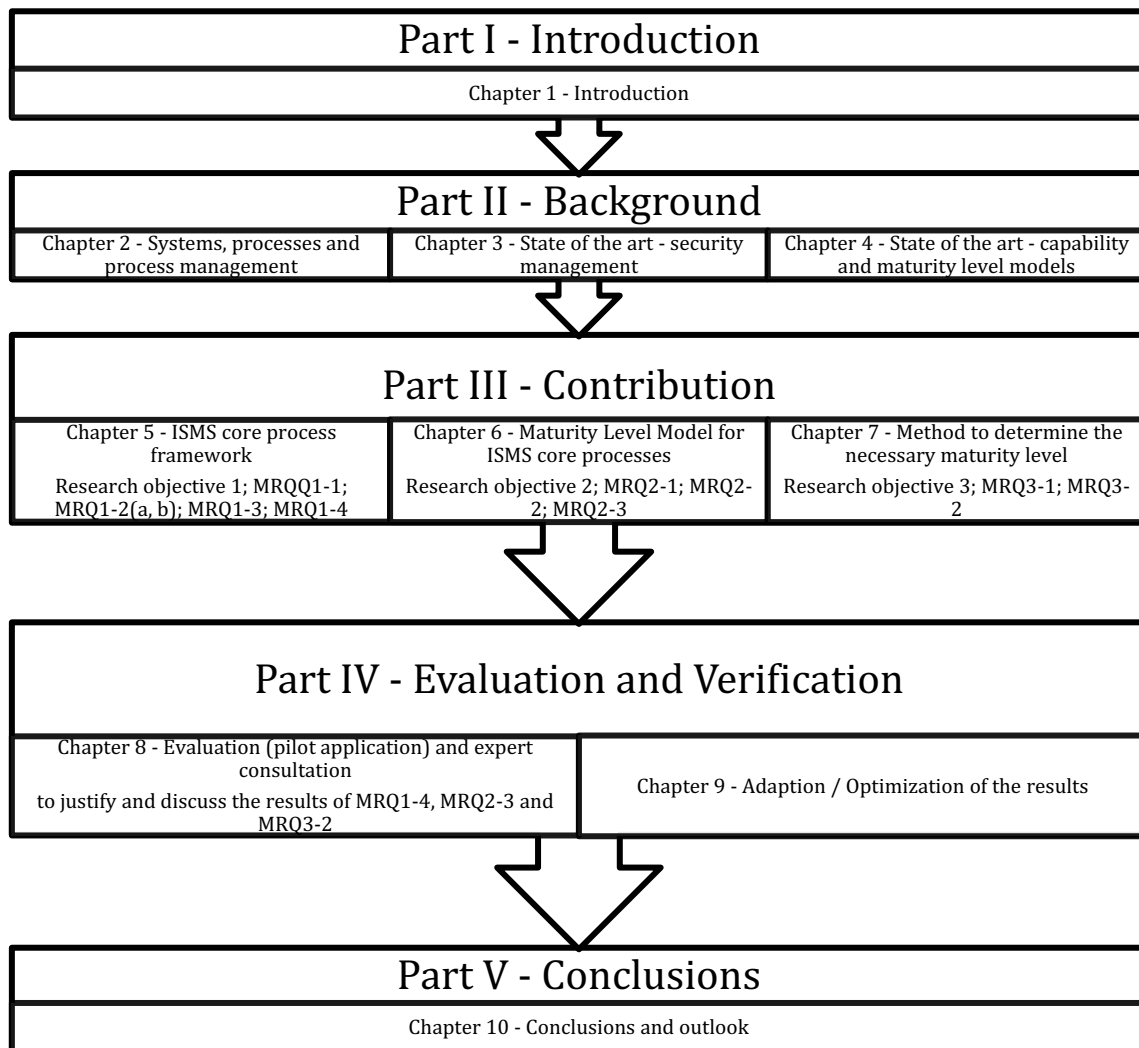 Part I - Introduction
Chapter 1 - Introduction
Part II - Background
Chapter 2 - Systems, processes and
process management
Chapter 3 - State of the art - security
management
Chapter 4 - State of the art - capability
and maturity level models
Part III - Contribution
Chapter 5 - ISMS core process
framework
Research objective 1; MRQQ1-1;
MRQ1-2(a, b); MRQ1-3; MRQ1-4
Chapter 6 - Maturity Level Model for
ISMS core processes
Research objective 2; MRQ2-1; MRQ2-
2; MRQ2-3
Chapter 7 - Method to determine the
necessary maturity level
Research objective 3; MRQ3-1; MRQ3-
2
Part IV - Evaluation and Verification
Chapter 8 - Evaluation (pilot application) and expert
consultation
to justify and discuss the results of MRQ1-4, MRQ2-3 and
MRQ3-2
Chapter 9 - Adaption / Optimization of the results
Part V - Conclusions
Chapter 10 - Conclusions and outlook